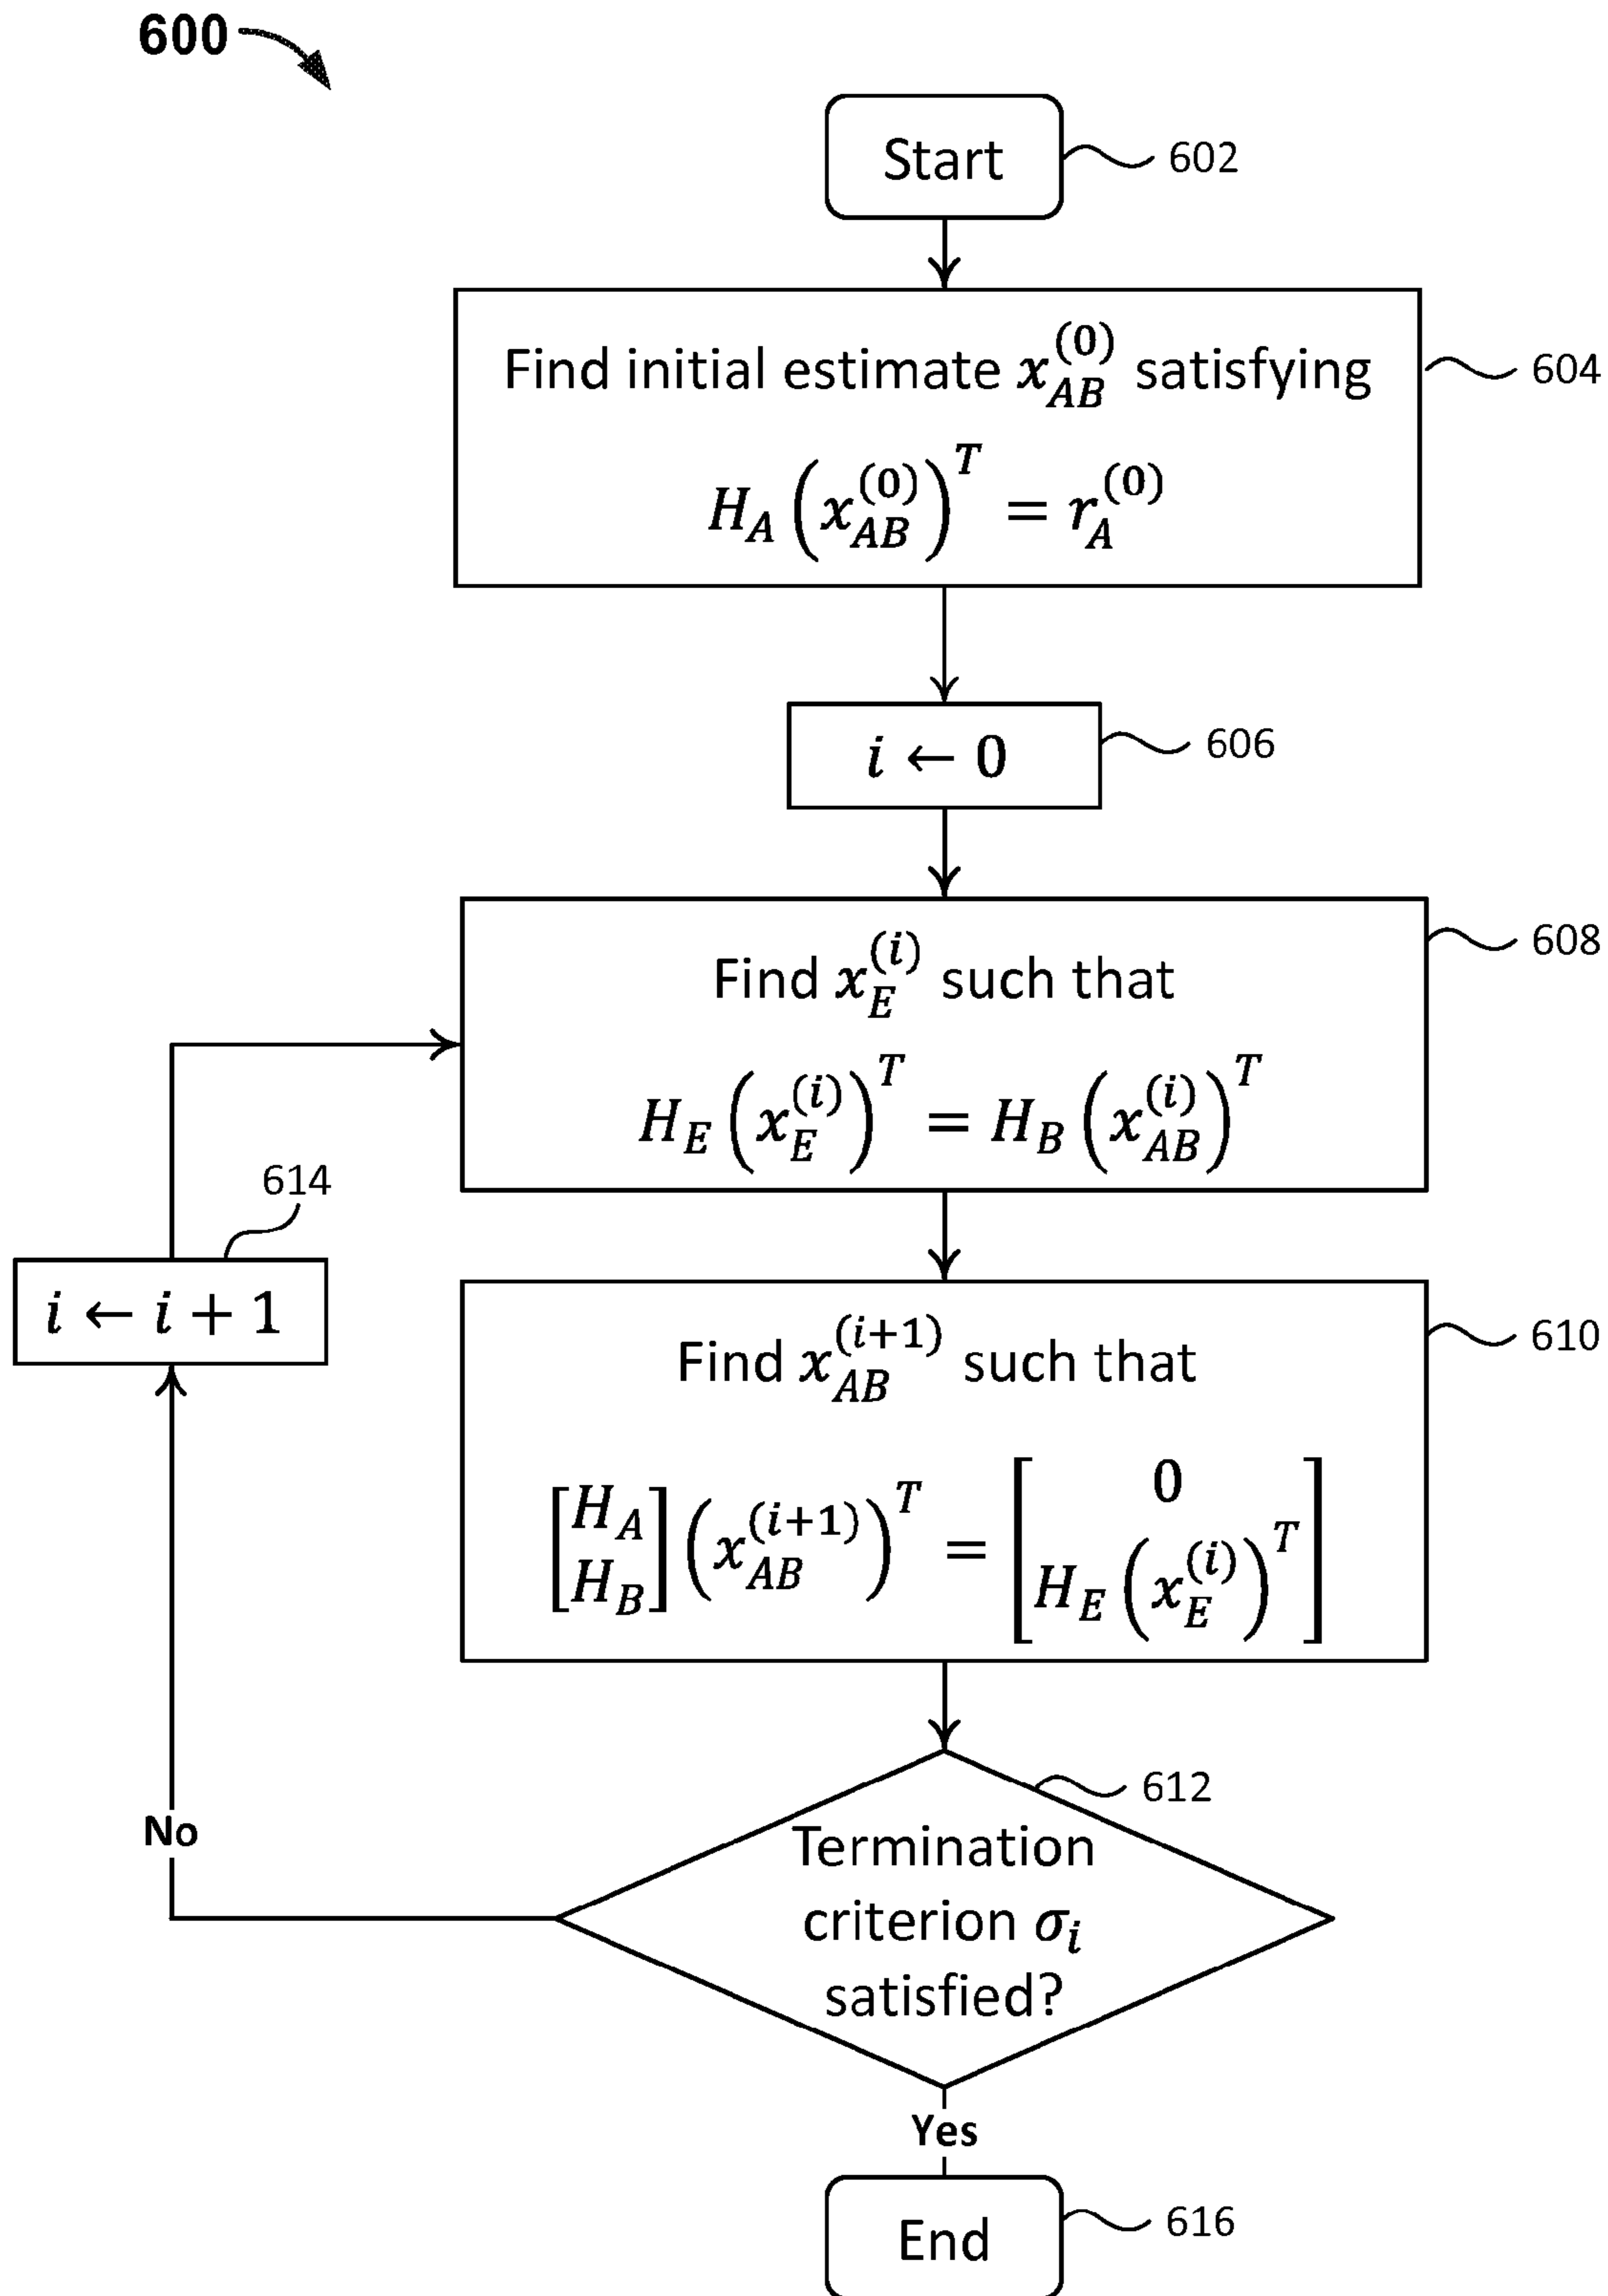 600
Start
602
Find initial estimate x_{AB}^{(0)} satisfying
604
H_A (x_{AB}^{(0)})^T = r_A^{(0)}
i ← 0
606
608
Find x_E^{(i)} such that
H_E (x_E^{(i)})^T = H_B (x_{AB}^{(i)})^T
614
i ← i + 1
610
Find x_{AB}^{(i+1)} such that
[H_A; H_B] (x_{AB}^{(i+1)})^T = [0; H_E (x_E^{(i)})^T]
612
Termination
No
criterion σ_i
satisfied?
Yes
End
616